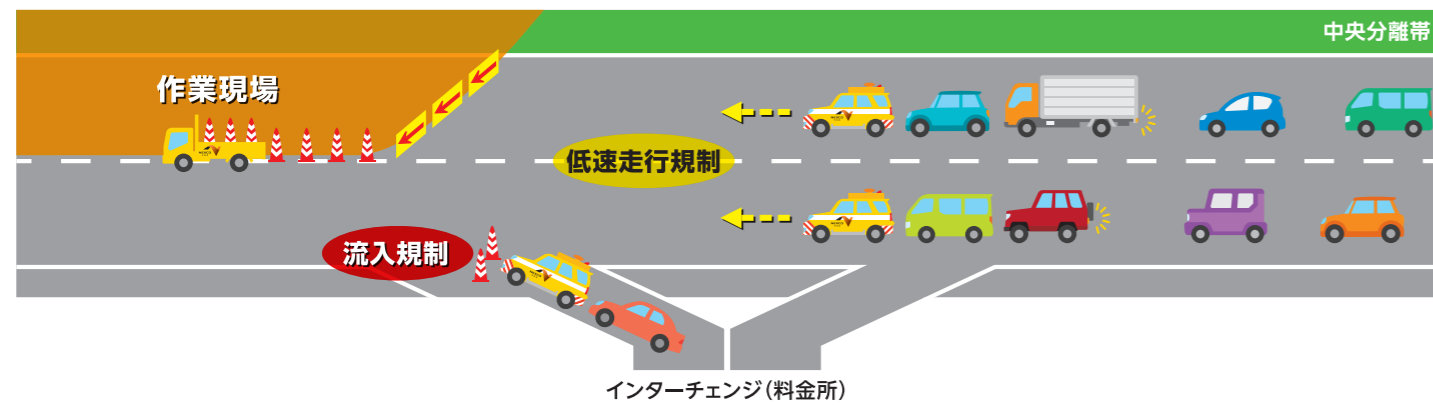 中央分離帯
作業現場
低速走行規制
流入規制
インターチェンジ（料金所）